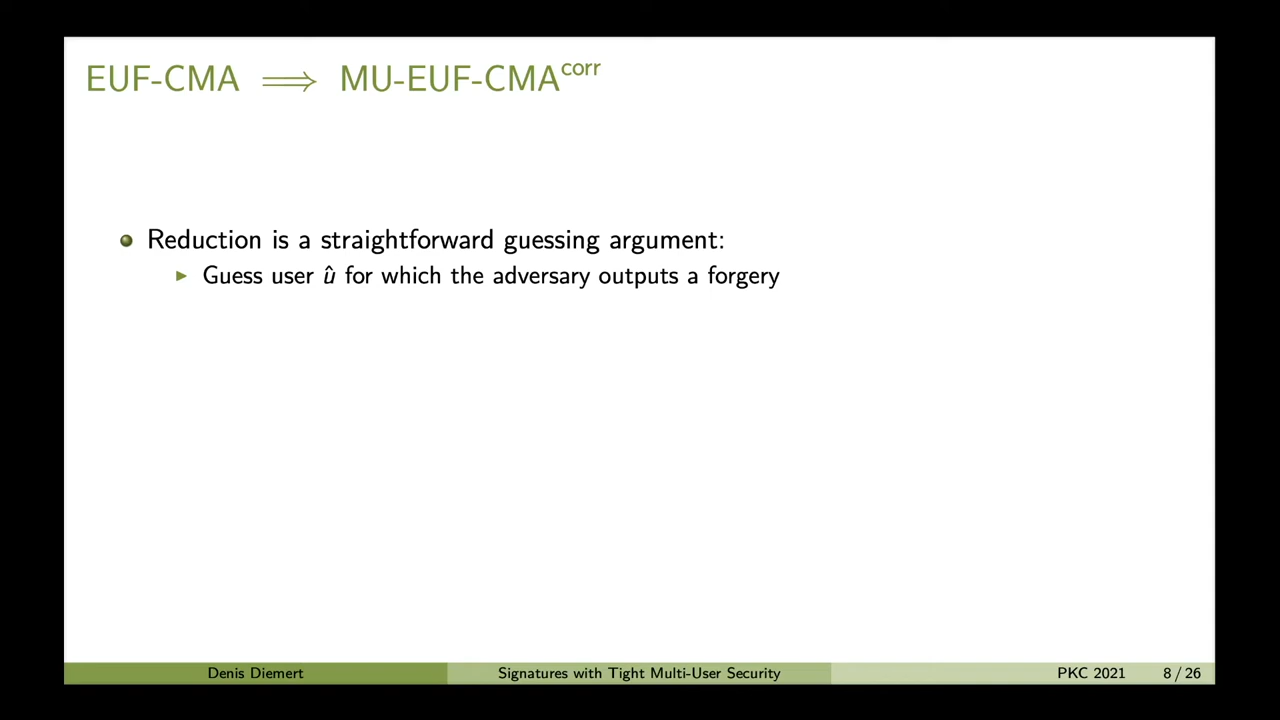 EUF-CMA ⟹ MU-EUF-CMA^corr
Reduction is a straightforward guessing argument:
Guess user û for which the adversary outputs a forgery
Denis Diemert Signatures with Tight Multi-User Security PKC 2021 8 / 26